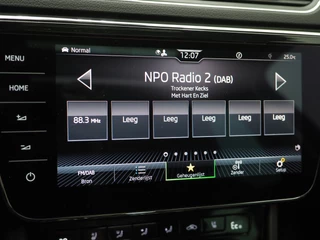 Normal
12:07
25.0°C
MENU
HOME
NPO Radio 2 (DAB)
Trockener Kecks
Met Hart En Ziel
88.3 MHz
Leeg
Leeg
Leeg
Leeg
Leeg
FM/DAB
Bron
Zenderlijst
Geheugenlijst
Zender
Setup